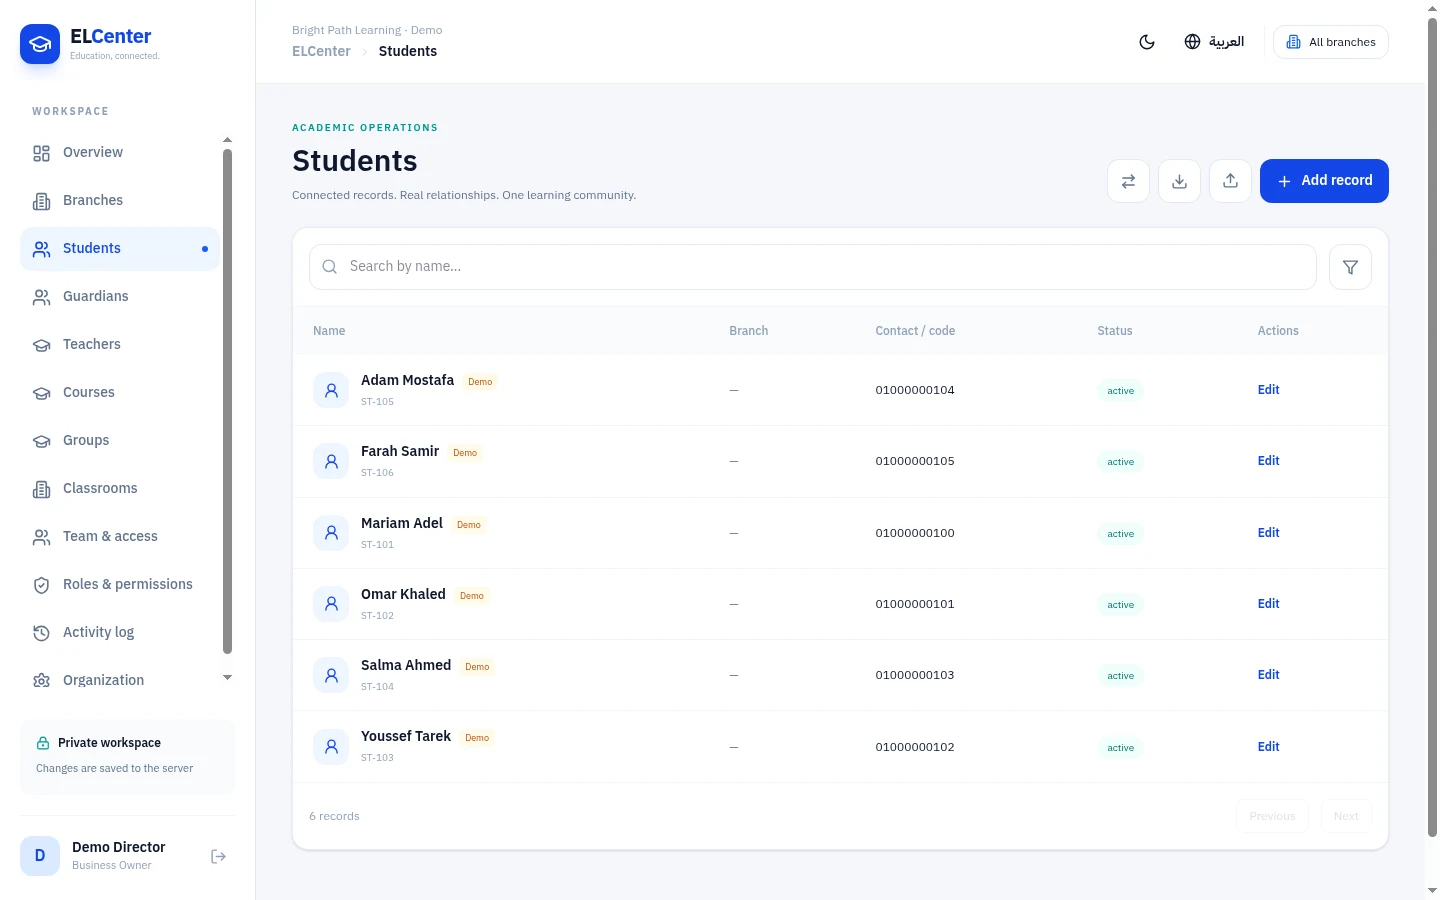 ELCenter
Education, connected.
WORKSPACE
Overview
Branches
Students
Guardians
Teachers
Courses
Groups
Classrooms
Team & access
Roles & permissions
Activity log
Organization
Private workspace
Changes are saved to the server
D
Demo Director
Business Owner
Bright Path Learning · Demo
ELCenter > Students
العربية
All branches
ACADEMIC OPERATIONS
Students
Connected records. Real relationships. One learning community.
+ Add record
Search by name...
Name Branch Contact / code Status Actions
Adam Mostafa Demo
ST-105
— 01000000104 active Edit
Farah Samir Demo
ST-106
— 01000000105 active Edit
Mariam Adel Demo
ST-101
— 01000000100 active Edit
Omar Khaled Demo
ST-102
— 01000000101 active Edit
Salma Ahmed Demo
ST-104
— 01000000103 active Edit
Youssef Tarek Demo
ST-103
— 01000000102 active Edit
6 records
Previous Next